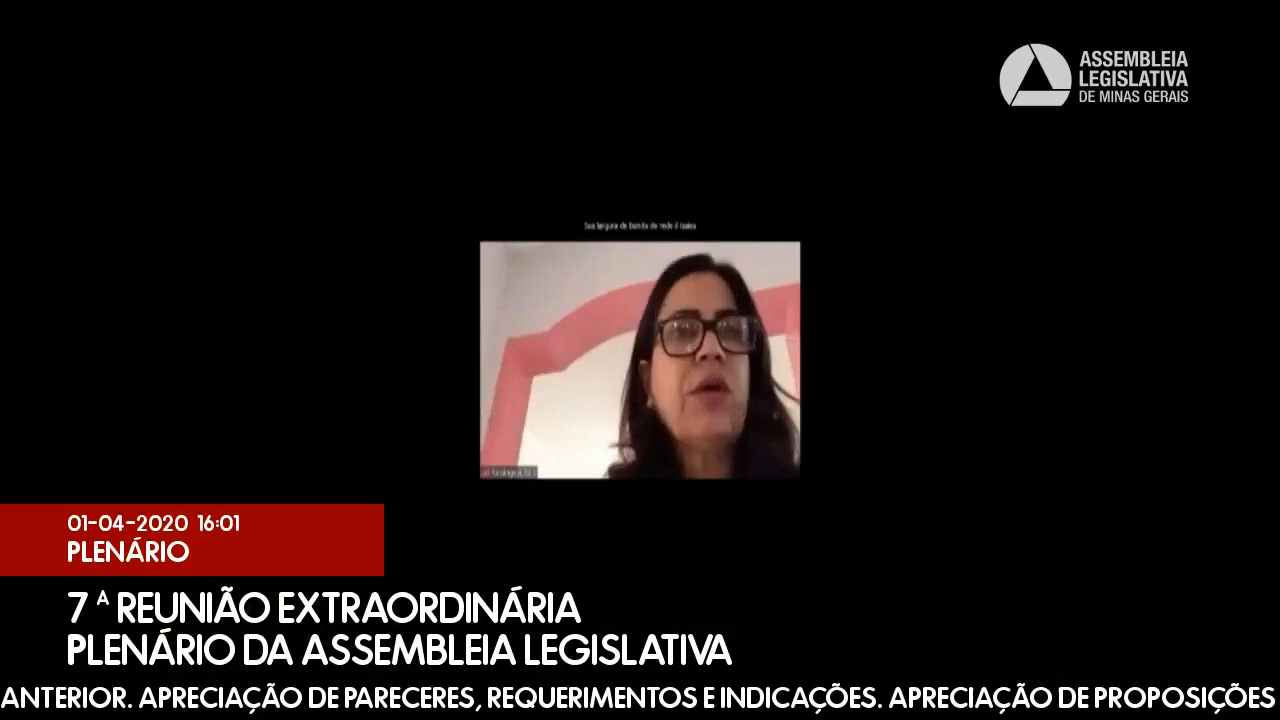 ASSEMBLEIA
LEGISLATIVA
DE MINAS GERAIS
Sua largura de banda de rede é baixa
01-04-2020 16:01
PLENÁRIO
7ª REUNIÃO EXTRAORDINÁRIA
PLENÁRIO DA ASSEMBLEIA LEGISLATIVA
ANTERIOR. APRECIAÇÃO DE PARECERES, REQUERIMENTOS E INDICAÇÕES. APRECIAÇÃO DE PROPOSIÇÕES